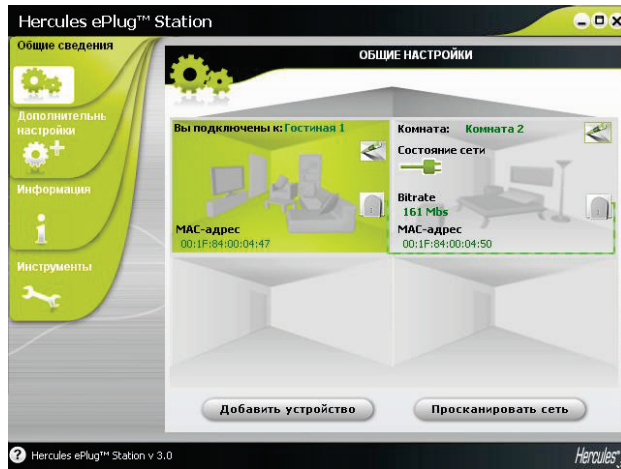 Hercules ePlug™ Station
Общие сведения
Дополнительнь
настройки
Информация
Инструменты
ОБЩИЕ НАСТРОЙКИ
Вы подключены к: Гостиная 1
MAC-адрес
00:1F:84:00:04:47
Комната: Комната 2
Состояние сети
Bitrate
161 Mbs
MAC-адрес
00:1F:84:00:04:50
Добавить устройство
Просканировать сеть
? Hercules ePlug™ Station v 3.0
Hercules